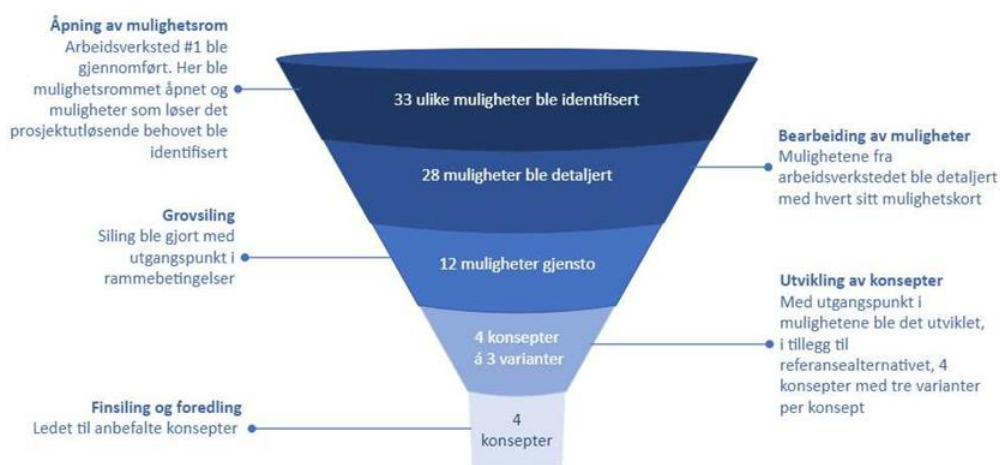 Åpning av mulighetsrom
Arbeidsverksted #1 ble
gjennomført. Her ble
mulighetsrommet åpnet og
muligheter som løser det
prosjektutløsende behovet ble
identifisert
33 ulike muligheter ble identifisert
Bearbeiding av muligheter
Mulighetene fra
arbeidsverkstedet ble detaljert
med hvert sitt mulighetskort
28 muligheter ble detaljert
Grovsiling
Siling ble gjort med
utgangspunkt i
rammebetingelser
12 muligheter gjensto
Utvikling av konsepter
Med utgangspunkt i
mulighetene ble det utviklet,
i tillegg til
referansealternativet, 4
konsepter med tre varianter
per konsept
4 konsepter
á 3 varianter
Finsiling og foredling
Ledet til anbefalte konsepter
4
konsepter